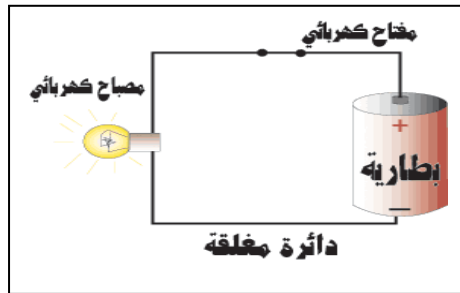 مفتاح كهربائي
مصباح كهربائي
+
بطارية
−
دائرة مغلقة